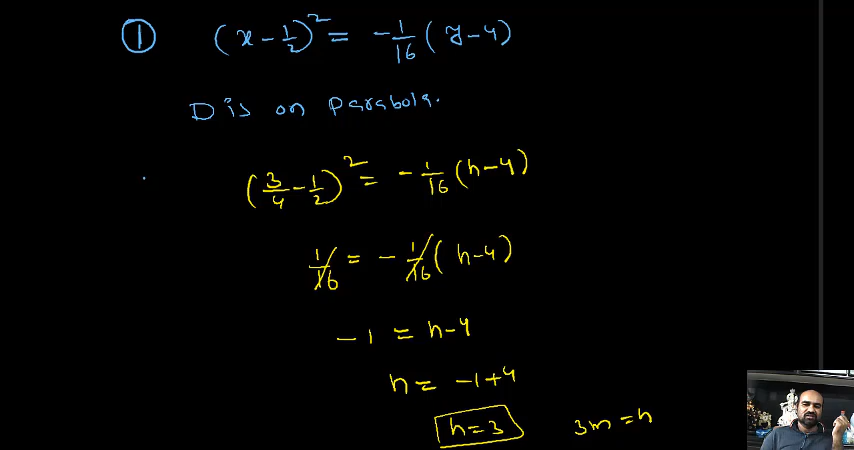 ① (x - 1/2)² = -1/16 (y - 4)
D is on parabola.
(3/4 - 1/2)² = -1/16 (h - 4)
1/16 = -1/16 (h - 4)
-1 = h - 4
h = -1 + 4
h = 3 3m = h